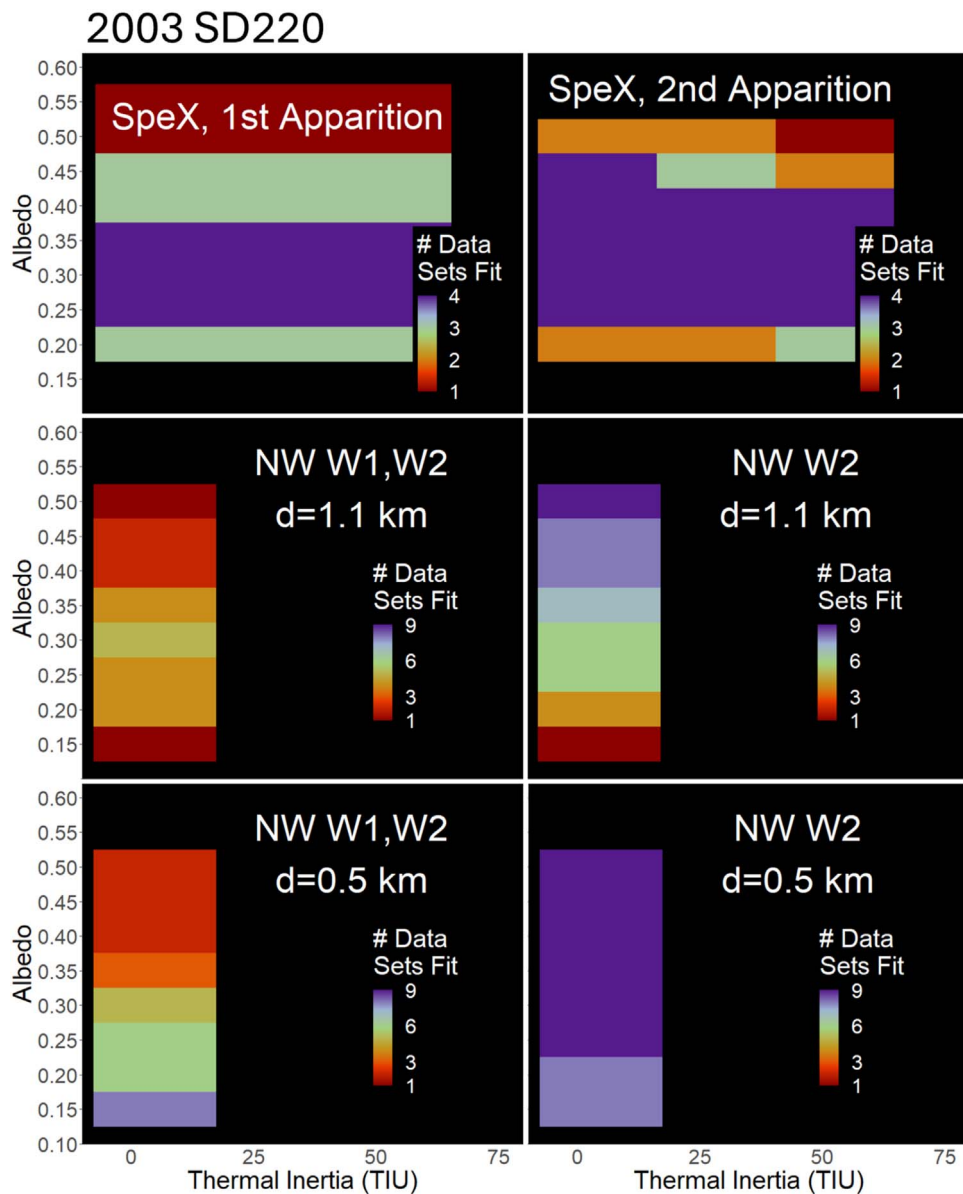 2003 SD220
0.60
0.55
0.50
0.45
0.40
0.35
0.30
0.25
0.20
0.15
Albedo
SpeX, 1st Apparition
# Data
Sets Fit
4
3
2
1
SpeX, 2nd Apparition
# Data
Sets Fit
4
3
2
1
0.60
0.55
0.50
0.45
0.40
0.35
0.30
0.25
0.20
0.15
Albedo
NW W1,W2
d=1.1 km
# Data
Sets Fit
9
6
3
1
NW W2
d=1.1 km
# Data
Sets Fit
9
6
3
1
0.60
0.55
0.50
0.45
0.40
0.35
0.30
0.25
0.20
0.15
0.10
Albedo
NW W1,W2
d=0.5 km
# Data
Sets Fit
9
6
3
1
NW W2
d=0.5 km
# Data
Sets Fit
9
6
3
1
0 25 50 75
Thermal Inertia (TIU)
0 25 50 75
Thermal Inertia (TIU)